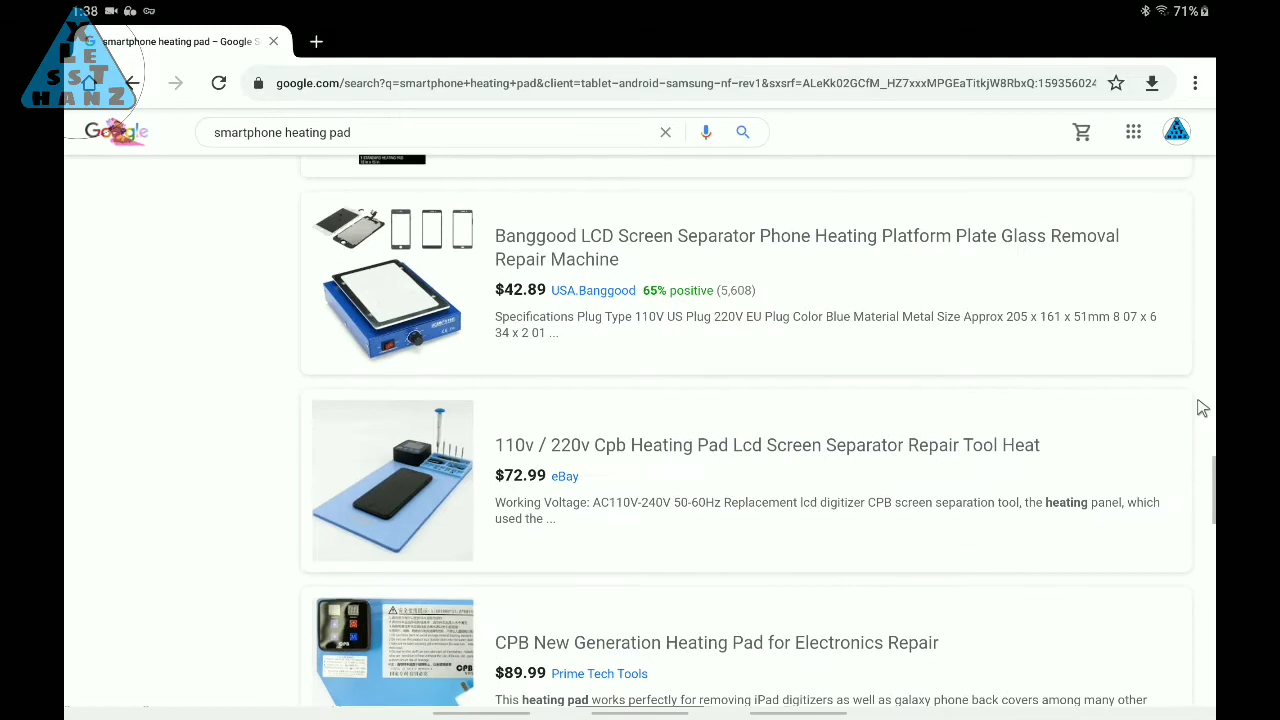 1:38
71%
smartphone heating pad – Google S
google.com/search?q=smartphone+heating+pad&client=tablet-android-samsung-nf-rev1&sxsrf=ALeKk02GCfM_HZ7xxxMPGEaTitkjW8RbxQ:159356024
smartphone heating pad
Banggood LCD Screen Separator Phone Heating Platform Plate Glass Removal
Repair Machine
$42.89 USA.Banggood 65% positive (5,608)
Specifications Plug Type 110V US Plug 220V EU Plug Color Blue Material Metal Size Approx 205 x 161 x 51mm 8 07 x 6
34 x 2 01 ...
110v / 220v Cpb Heating Pad Lcd Screen Separator Repair Tool Heat
$72.99 eBay
Working Voltage: AC110V-240V 50-60Hz Replacement lcd digitizer CPB screen separation tool, the heating panel, which
used the ...
CPB
CPB New Generation Heating Pad for Electronics Repair
$89.99 Prime Tech Tools
This heating pad works perfectly for removing iPad digitizers as well as galaxy phone back covers among many other